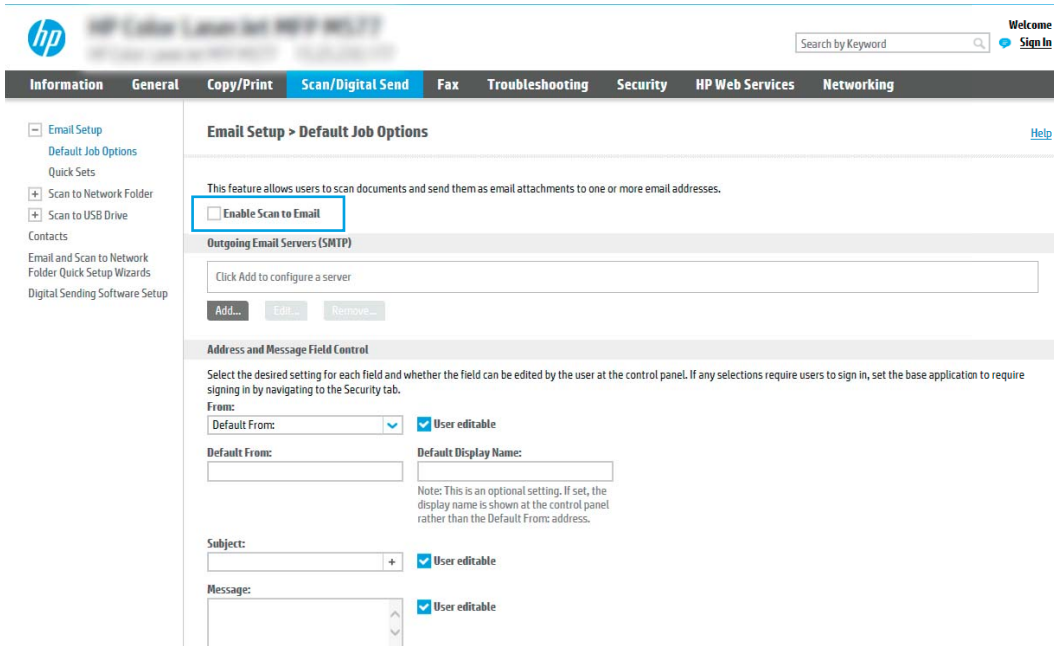 hp
Welcome
Search by Keyword
Sign In
Information General Copy/Print Scan/Digital Send Fax Troubleshooting Security HP Web Services Networking
Email Setup
Default Job Options
Quick Sets
Scan to Network Folder
Scan to USB Drive
Contacts
Email and Scan to Network
Folder Quick Setup Wizards
Digital Sending Software Setup
Email Setup > Default Job Options
Help
This feature allows users to scan documents and send them as email attachments to one or more email addresses.
Enable Scan to Email
Outgoing Email Servers (SMTP)
Click Add to configure a server
Add... Edit... Remove...
Address and Message Field Control
Select the desired setting for each field and whether the field can be edited by the user at the control panel. If any selections require users to sign in, set the base application to require
signing in by navigating to the Security tab.
From:
Default From: User editable
Default From: Default Display Name:
Note: This is an optional setting. If set, the
display name is shown at the control panel
rather than the Default From: address.
Subject:
+ User editable
Message:
User editable